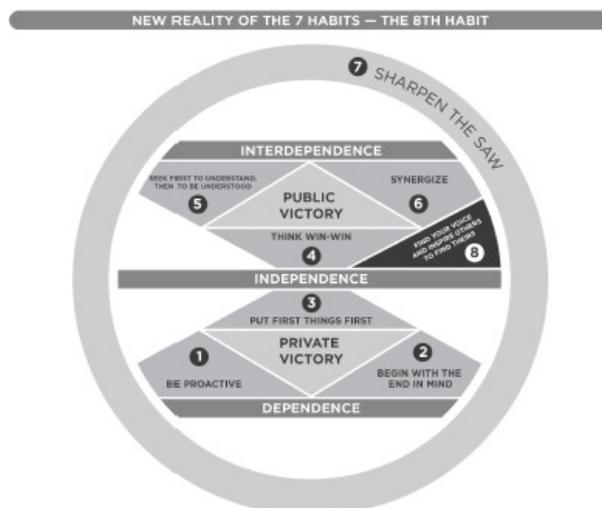 NEW REALITY OF THE 7 HABITS — THE 8TH HABIT
7 SHARPEN THE SAW
INTERDEPENDENCE
SEEK FIRST TO UNDERSTAND,
THEN TO BE UNDERSTOOD
5
PUBLIC
VICTORY
SYNERGIZE
6
THINK WIN-WIN
4
FIND YOUR VOICE
AND INSPIRE OTHERS
TO FIND THEIRS
8
INDEPENDENCE
3
PUT FIRST THINGS FIRST
1
BE PROACTIVE
PRIVATE
VICTORY
2
BEGIN WITH THE
END IN MIND
DEPENDENCE